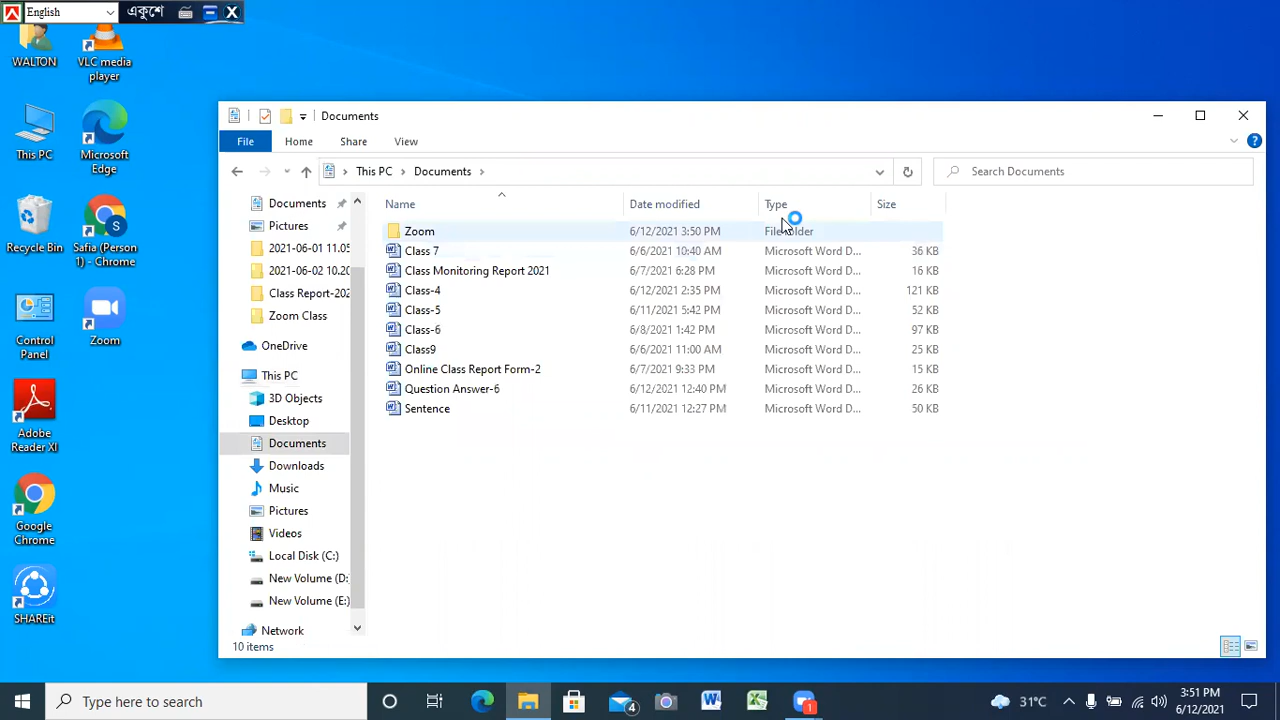 English
একুশে
WALTON
VLC media player
This PC
Microsoft Edge
Recycle Bin
Safia (Person 1) - Chrome
Control Panel
Zoom
Adobe Reader XI
Google Chrome
SHAREit
Documents
File Home Share View
This PC Documents
Search Documents
Name Date modified Type Size
Zoom 6/12/2021 3:50 PM
Class 7 6/6/2021 10:40 AM Microsoft Word D... 36 KB
Class Monitoring Report 2021 6/7/2021 6:28 PM Microsoft Word D... 16 KB
Class-4 6/12/2021 2:35 PM Microsoft Word D... 121 KB
Class-5 6/11/2021 5:42 PM Microsoft Word D... 52 KB
Class-6 6/8/2021 1:42 PM Microsoft Word D... 97 KB
Class9 6/6/2021 11:00 AM Microsoft Word D... 25 KB
Online Class Report Form-2 6/7/2021 9:33 PM Microsoft Word D... 15 KB
Question Answer-6 6/12/2021 12:40 PM Microsoft Word D... 26 KB
Sentence 6/11/2021 12:27 PM Microsoft Word D... 50 KB
Documents
Pictures
2021-06-01 11.05
2021-06-02 10.20
Class Report-202
Zoom Class
OneDrive
This PC
3D Objects
Desktop
Documents
Downloads
Music
Pictures
Videos
Local Disk (C:)
New Volume (D:
New Volume (E:)
Network
10 items
Type here to search
4
1
31°C
3:51 PM
6/12/2021